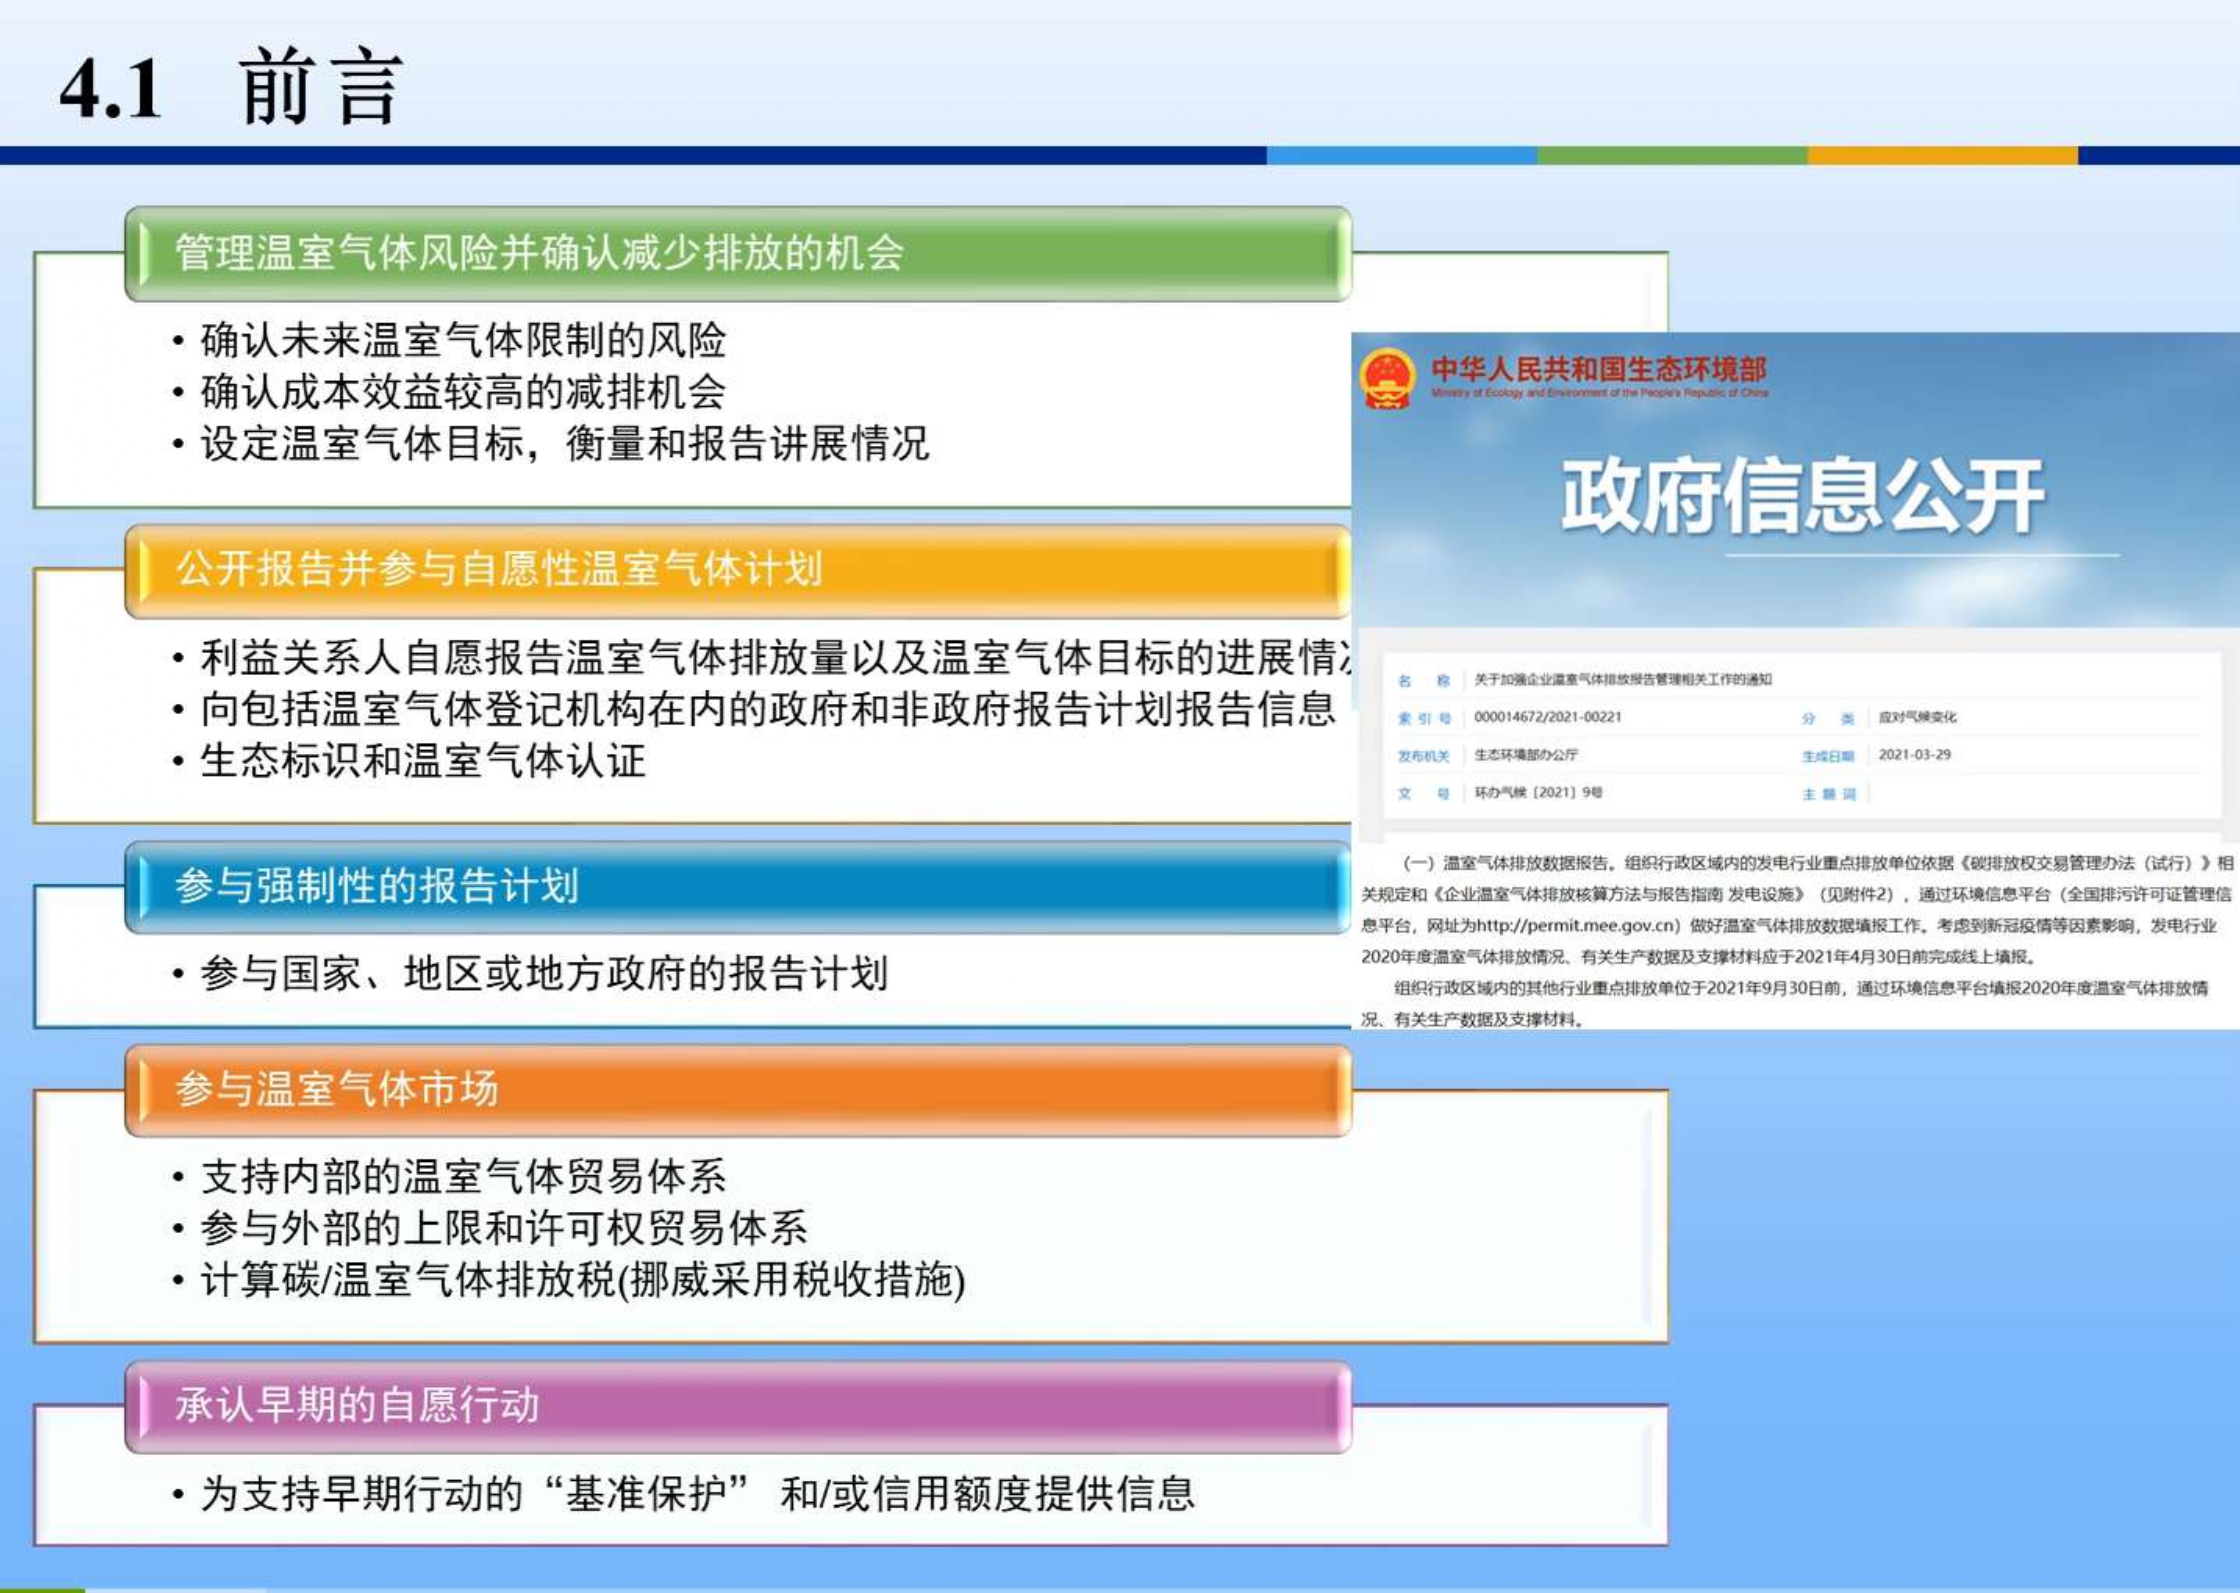 4.1 前言
管理温室气体风险并确认减少排放的机会
• 确认未来温室气体限制的风险
• 确认成本效益较高的减排机会
• 设定温室气体目标，衡量和报告讲展情况
公开报告并参与自愿性温室气体计划
• 利益关系人自愿报告温室气体排放量以及温室气体目标的进展情
• 向包括温室气体登记机构在内的政府和非政府报告计划报告信息
• 生态标识和温室气体认证
参与强制性的报告计划
• 参与国家、地区或地方政府的报告计划
参与温室气体市场
• 支持内部的温室气体贸易体系
• 参与外部的上限和许可权贸易体系
• 计算碳/温室气体排放税(挪威采用税收措施)
承认早期的自愿行动
• 为支持早期行动的“基准保护” 和/或信用额度提供信息
中华人民共和国生态环境部
Ministry of Ecology and Environment of the People's Republic of China
政府信息公开
名 称 关于加强企业温室气体排放报告管理相关工作的通知
索引号 000014672/2021-00221 分 类 应对气候变化
发布机关 生态环境部办公厅 生成日期 2021-03-29
文 号 环办气候〔2021〕9号 主题词
（一）温室气体排放数据报告。组织行政区域内的发电行业重点排放单位依据《碳排放权交易管理办法（试行）》相
关规定和《企业温室气体排放核算方法与报告指南 发电设施》（见附件2），通过环境信息平台（全国排污许可证管理信
息平台，网址为http://permit.mee.gov.cn）做好温室气体排放数据填报工作。考虑到新冠疫情等因素影响，发电行业
2020年度温室气体排放情况、有关生产数据及支撑材料应于2021年4月30日前完成线上填报。
组织行政区域内的其他行业重点排放单位于2021年9月30日前，通过环境信息平台填报2020年度温室气体排放情
况、有关生产数据及支撑材料。